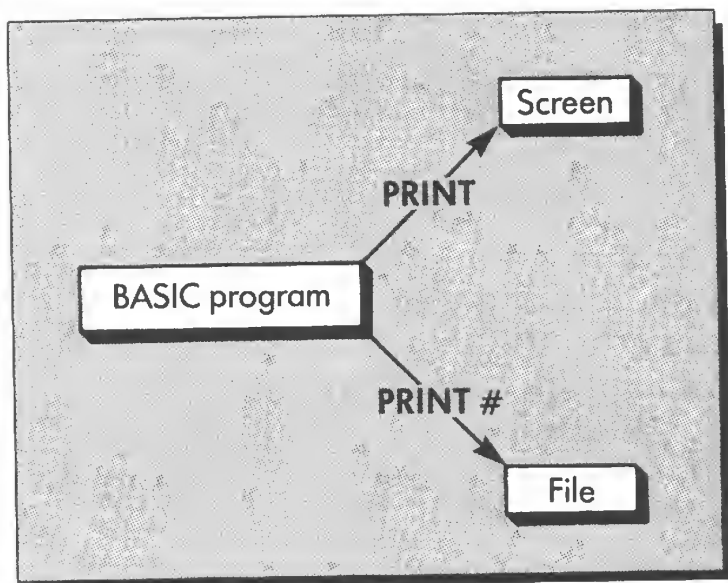 Screen
PRINT
BASIC program
PRINT #
File